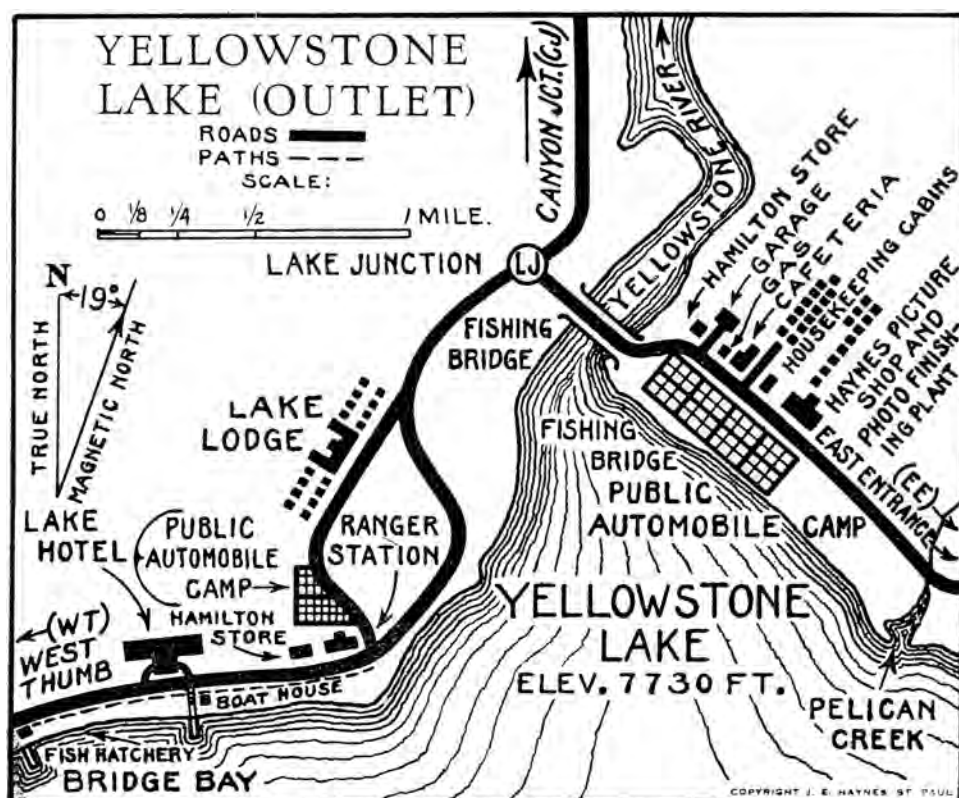 YELLOWSTONE
LAKE (OUTLET)
ROADS
PATHS
SCALE:
0 1/8 1/4 1/2 1 MILE.
CANYON JCT. (CJ)
YELLOWSTONE RIVER
LAKE JUNCTION
LJ
HAMILTON STORE
GARAGE
GAS
CAFETERIA
HOUSEKEEPING CABINS
HAYNES PICTURE
SHOP AND
PHOTO FINISH-
ING PLANT
N
19°
TRUE NORTH
MAGNETIC NORTH
FISHING
BRIDGE
LAKE
LODGE
FISHING
BRIDGE
PUBLIC
AUTOMOBILE CAMP
EAST ENTRANCE
(EE)
LAKE
HOTEL
PUBLIC
AUTOMOBILE
CAMP
RANGER
STATION
HAMILTON
STORE
(WT)
WEST
THUMB
YELLOWSTONE
LAKE
ELEV. 7730 FT.
BOAT HOUSE
PELICAN
CREEK
FISH HATCHERY
BRIDGE BAY
COPYRIGHT J. E. HAYNES ST. PAUL